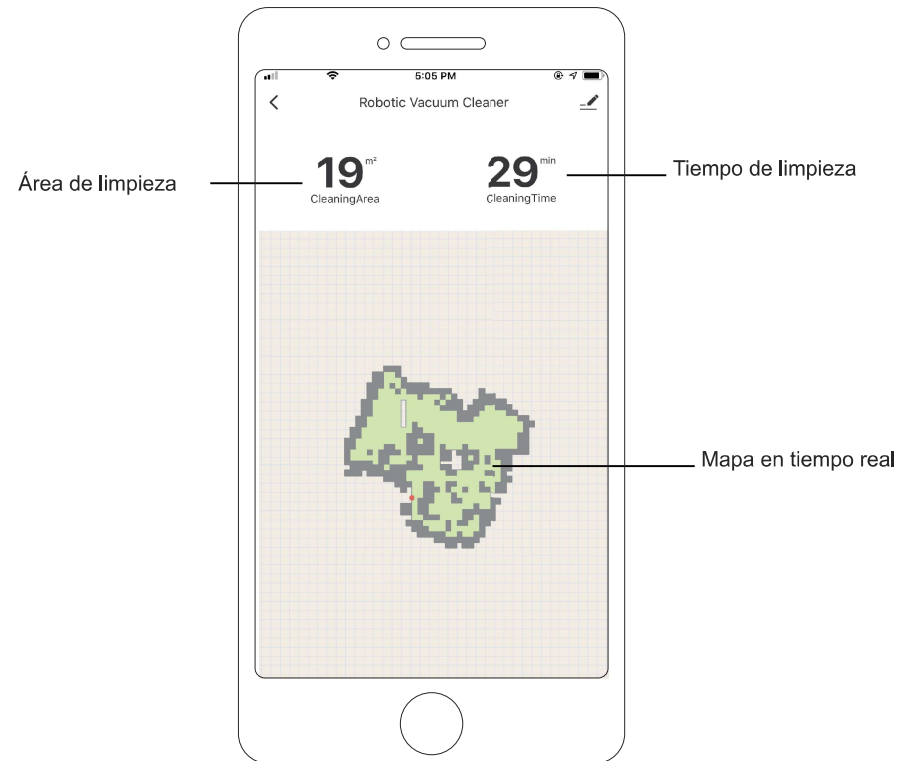 5:05 PM
Robotic Vacuum Cleaner
19 m²
CleaningArea
29 min
CleaningTime
Área de limpieza
Tiempo de limpieza
Mapa en tiempo real